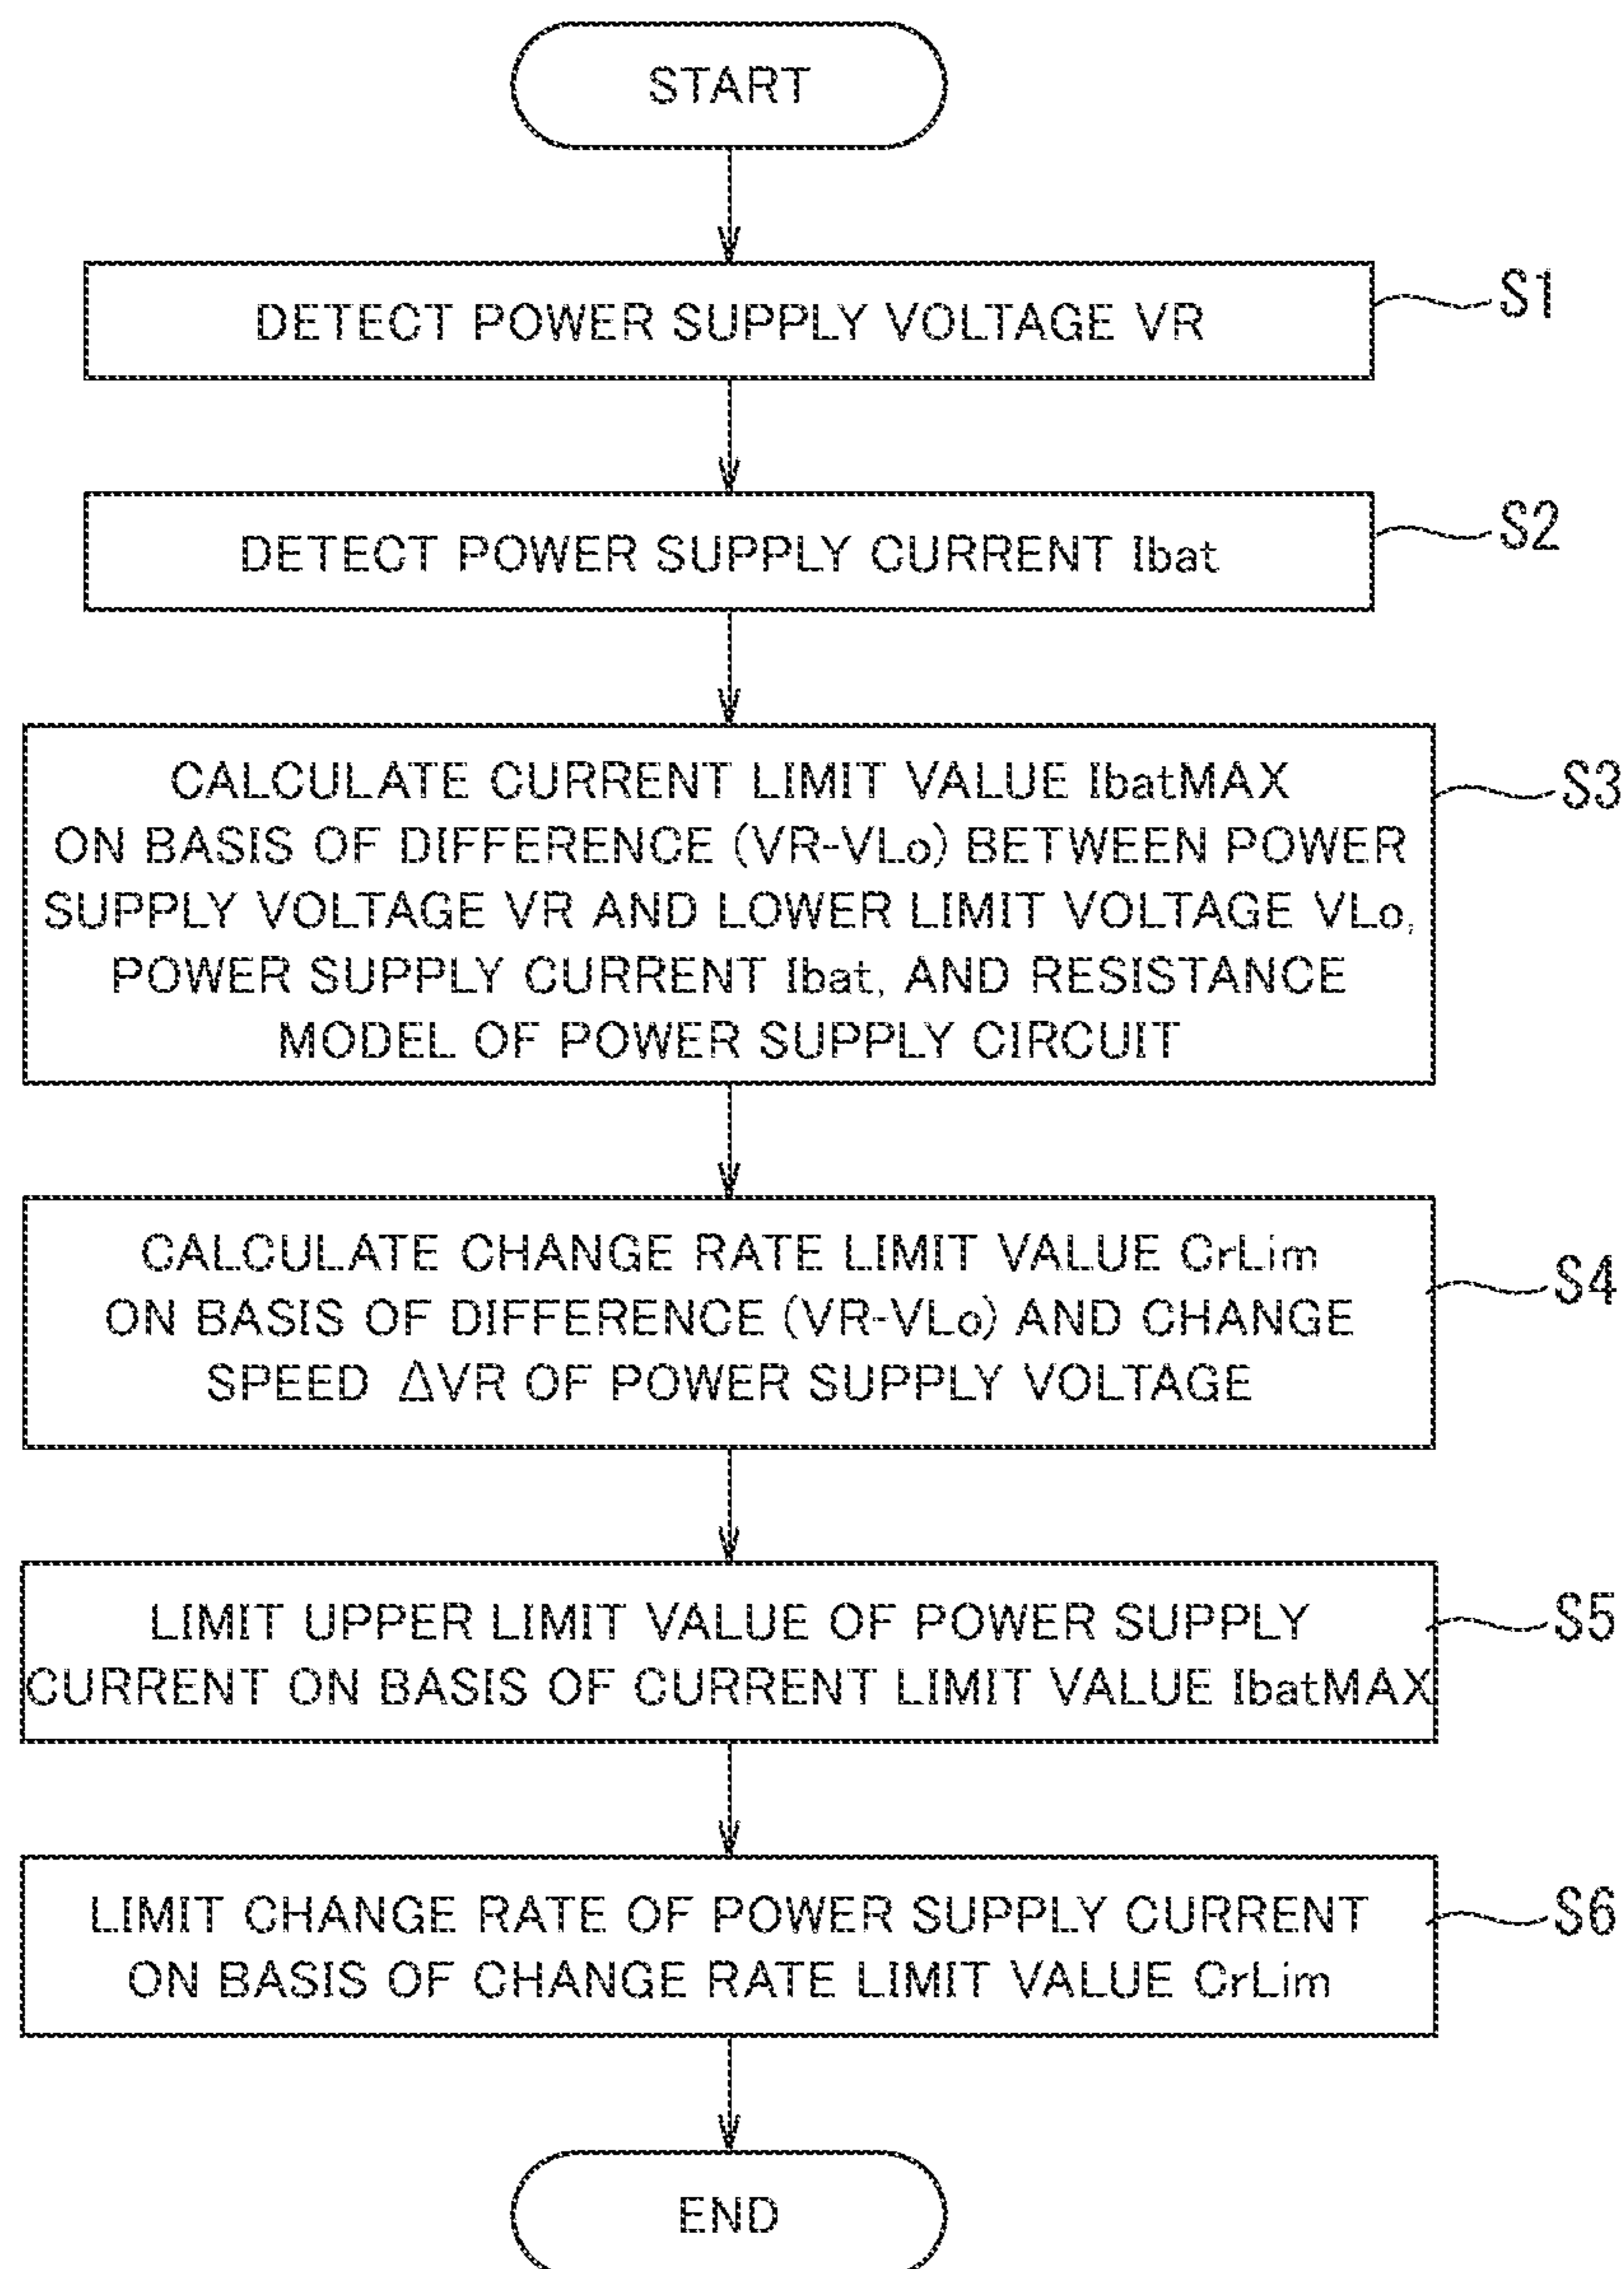 START
DETECT POWER SUPPLY VOLTAGE VR
S1
DETECT POWER SUPPLY CURRENT Ibat
S2
CALCULATE CURRENT LIMIT VALUE IbatMAX
ON BASIS OF DIFFERENCE (VR-VLo) BETWEEN POWER
SUPPLY VOLTAGE VR AND LOWER LIMIT VOLTAGE VLo,
POWER SUPPLY CURRENT Ibat, AND RESISTANCE
MODEL OF POWER SUPPLY CIRCUIT
S3
CALCULATE CHANGE RATE LIMIT VALUE CrLim
ON BASIS OF DIFFERENCE (VR-VLo) AND CHANGE
SPEED ΔVR OF POWER SUPPLY VOLTAGE
S4
LIMIT UPPER LIMIT VALUE OF POWER SUPPLY
CURRENT ON BASIS OF CURRENT LIMIT VALUE IbatMAX
S5
LIMIT CHANGE RATE OF POWER SUPPLY CURRENT
ON BASIS OF CHANGE RATE LIMIT VALUE CrLim
S6
END